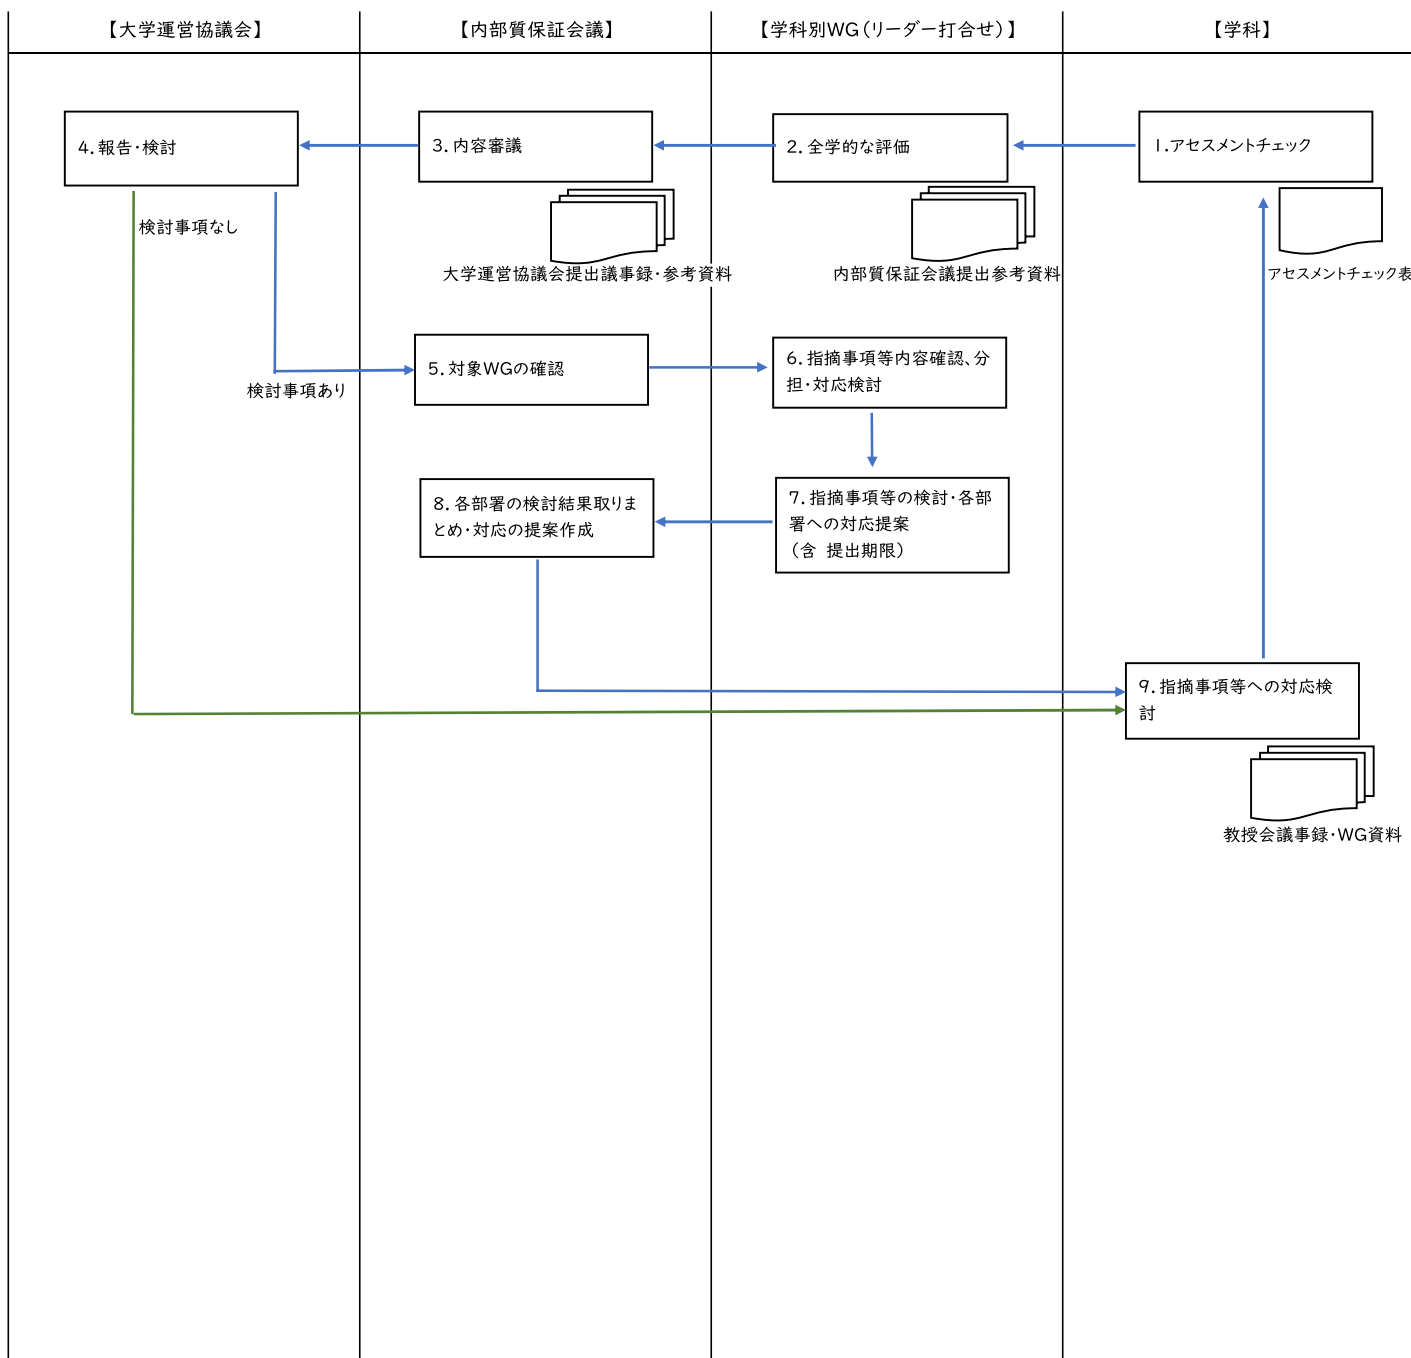 【大学運営協議会】
【内部質保証会議】
【学科別WG(リーダー打合せ)】
【学科】
4.報告・検討
3.内容審議
2.全学的な評価
1.アセスメントチェック
検討事項なし
大学運営協議会提出議事録・参考資料
内部質保証会議提出参考資料
アセスメントチェック表
検討事項あり
5.対象WGの確認
6.指摘事項等内容確認、分
担・対応検討
8.各部署の検討結果取りま
とめ・対応の提案作成
7.指摘事項等の検討・各部
署への対応提案
(含 提出期限)
9.指摘事項等への対応検
討
教授会議事録・WG資料